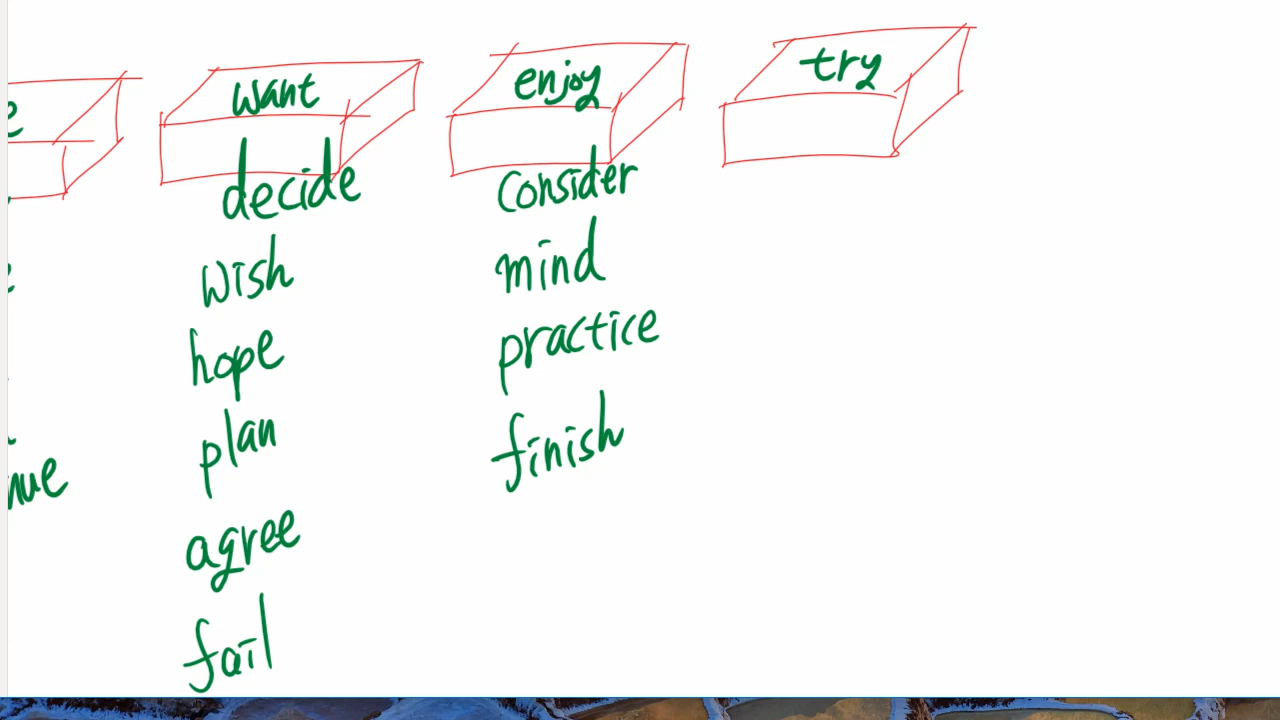 want
decide
wish
hope
plan
agree
fail
enjoy
consider
mind
practice
finish
try